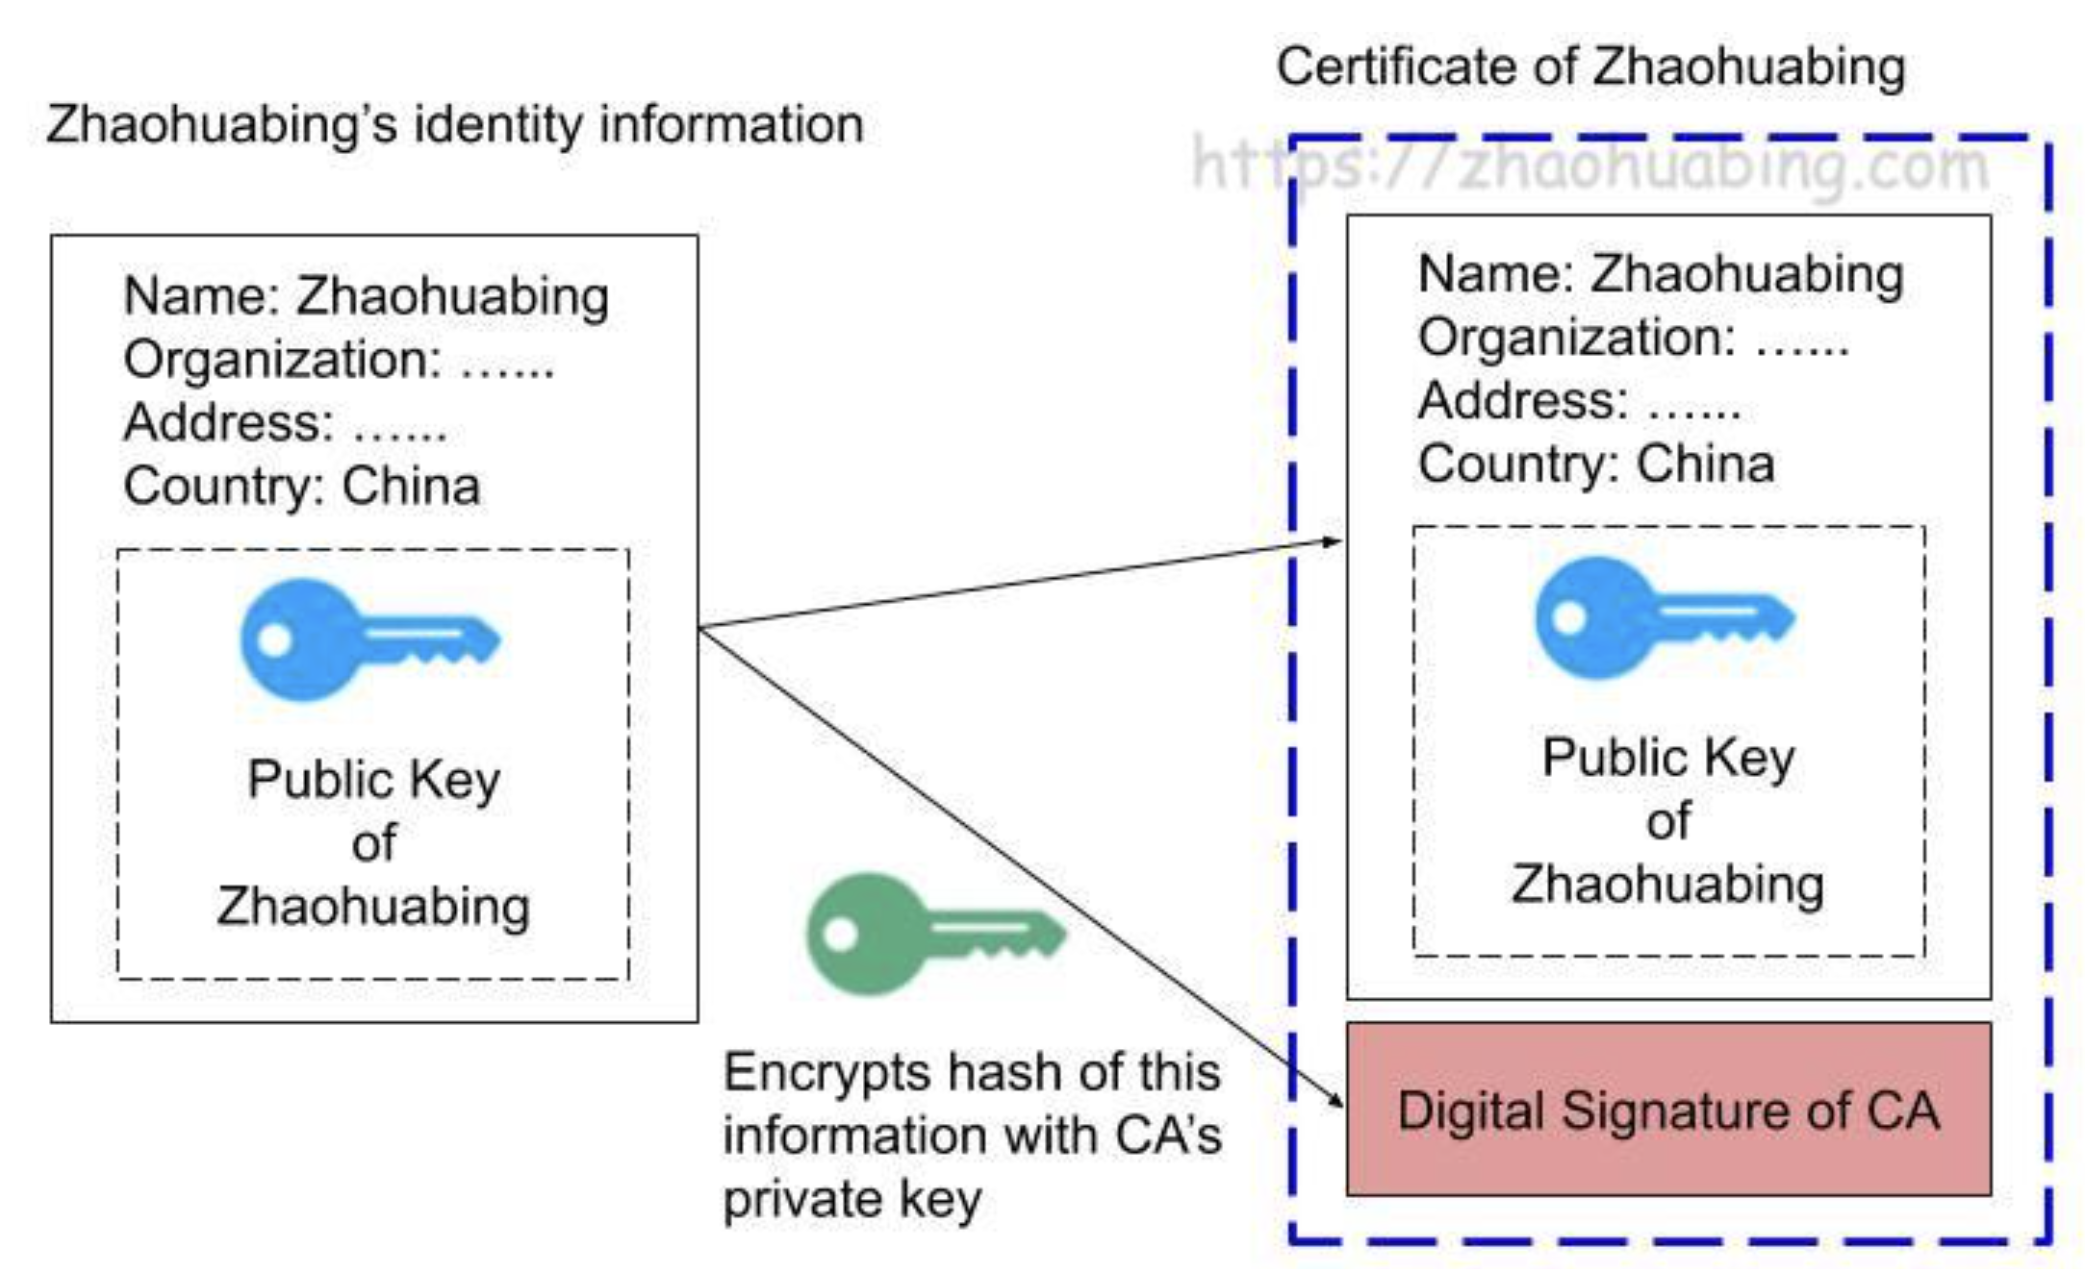 Zhaohuabing’s identity information
Name: Zhaohuabing
Organization: …...
Address: …...
Country: China
Public Key
of
Zhaohuabing
Encrypts hash of this
information with CA’s
private key
Certificate of Zhaohuabing
https://zhaohuabing.com
Name: Zhaohuabing
Organization: …...
Address: …...
Country: China
Public Key
of
Zhaohuabing
Digital Signature of CA